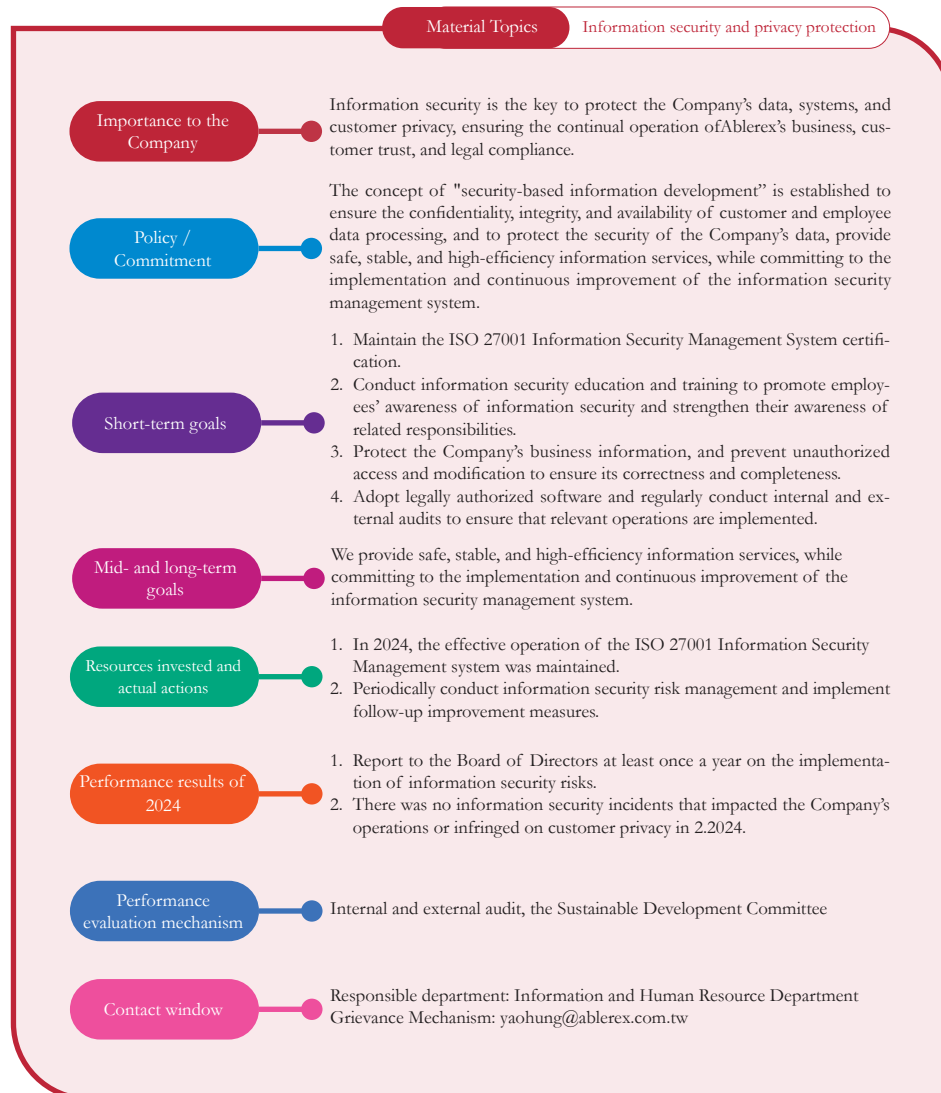 Material Topics Information security and privacy protection
Importance to the
Company
Information security is the key to protect the Company’s data, systems, and
customer privacy, ensuring the continual operation ofAblerex’s business, cus-
tomer trust, and legal compliance.
Policy /
Commitment
The concept of "security-based information development” is established to
ensure the confidentiality, integrity, and availability of customer and employee
data processing, and to protect the security of the Company’s data, provide
safe, stable, and high-efficiency information services, while committing to the
implementation and continuous improvement of the information security
management system.
Short-term goals
1. Maintain the ISO 27001 Information Security Management System certifi-
cation.
2. Conduct information security education and training to promote employ-
ees’ awareness of information security and strengthen their awareness of
related responsibilities.
3. Protect the Company’s business information, and prevent unauthorized
access and modification to ensure its correctness and completeness.
4. Adopt legally authorized software and regularly conduct internal and ex-
ternal audits to ensure that relevant operations are implemented.
Mid- and long-term
goals
We provide safe, stable, and high-efficiency information services, while
committing to the implementation and continuous improvement of the
information security management system.
Resources invested and
actual actions
1. In 2024, the effective operation of the ISO 27001 Information Security
Management system was maintained.
2. Periodically conduct information security risk management and implement
follow-up improvement measures.
Performance results of
2024
1. Report to the Board of Directors at least once a year on the implementa-
tion of information security risks.
2. There was no information security incidents that impacted the Company’s
operations or infringed on customer privacy in 2.2024.
Performance
evaluation mechanism
Internal and external audit, the Sustainable Development Committee
Contact window
Responsible department: Information and Human Resource Department
Grievance Mechanism: yaohung@ablerex.com.tw